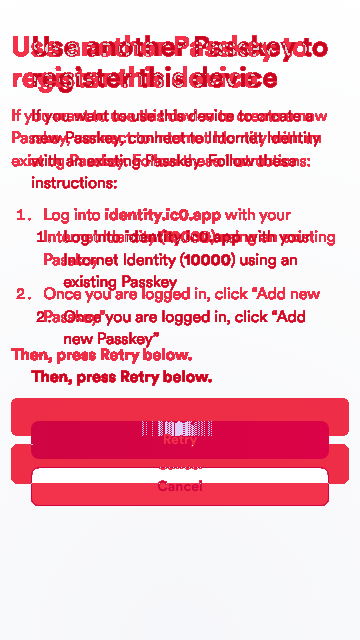 Use another Passkey to
register this device
If you want to use this device to create a
new Passkey, connect to Internet Identity
with an existing Passkey. Follow these
instructions:
1. Log into identity.ic0.app with your
Internet Identity (10000) using an
existing Passkey
2. Once you are logged in, click “Add
new Passkey”
Then, press Retry below.
Retry
Cancel